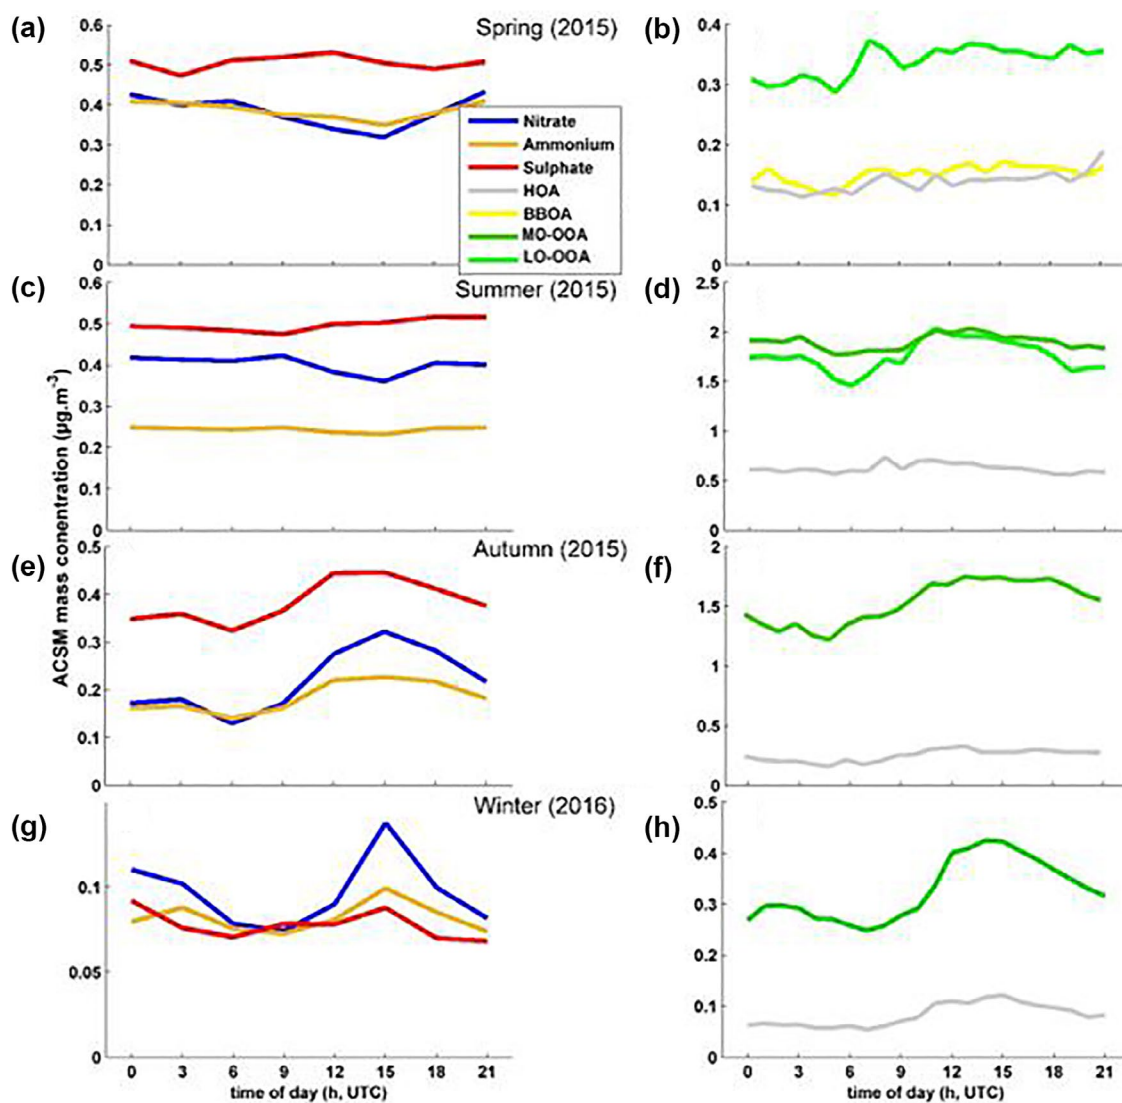 (a)
Spring (2015)
0.6
0.5
0.4
0.3
0.2
0.1
0
Nitrate
Ammonium
Sulphate
HOA
BBOA
MO-OOA
LO-OOA
(b)
0.4
0.3
0.2
0.1
0
(c)
Summer (2015)
0.6
0.5
0.4
0.3
0.2
0.1
0
(d)
2.5
2
1.5
1
0.5
0
ACSM mass conentration (µg.m⁻³)
(e)
Autumn (2015)
0.5
0.4
0.3
0.2
0.1
0
(f)
2
1.5
1
0.5
0
(g)
Winter (2016)
0.1
0.05
0
0 3 6 9 12 15 18 21
time of day (h, UTC)
(h)
0.5
0.4
0.3
0.2
0.1
0
0 3 6 9 12 15 18 21
time of day (h, UTC)